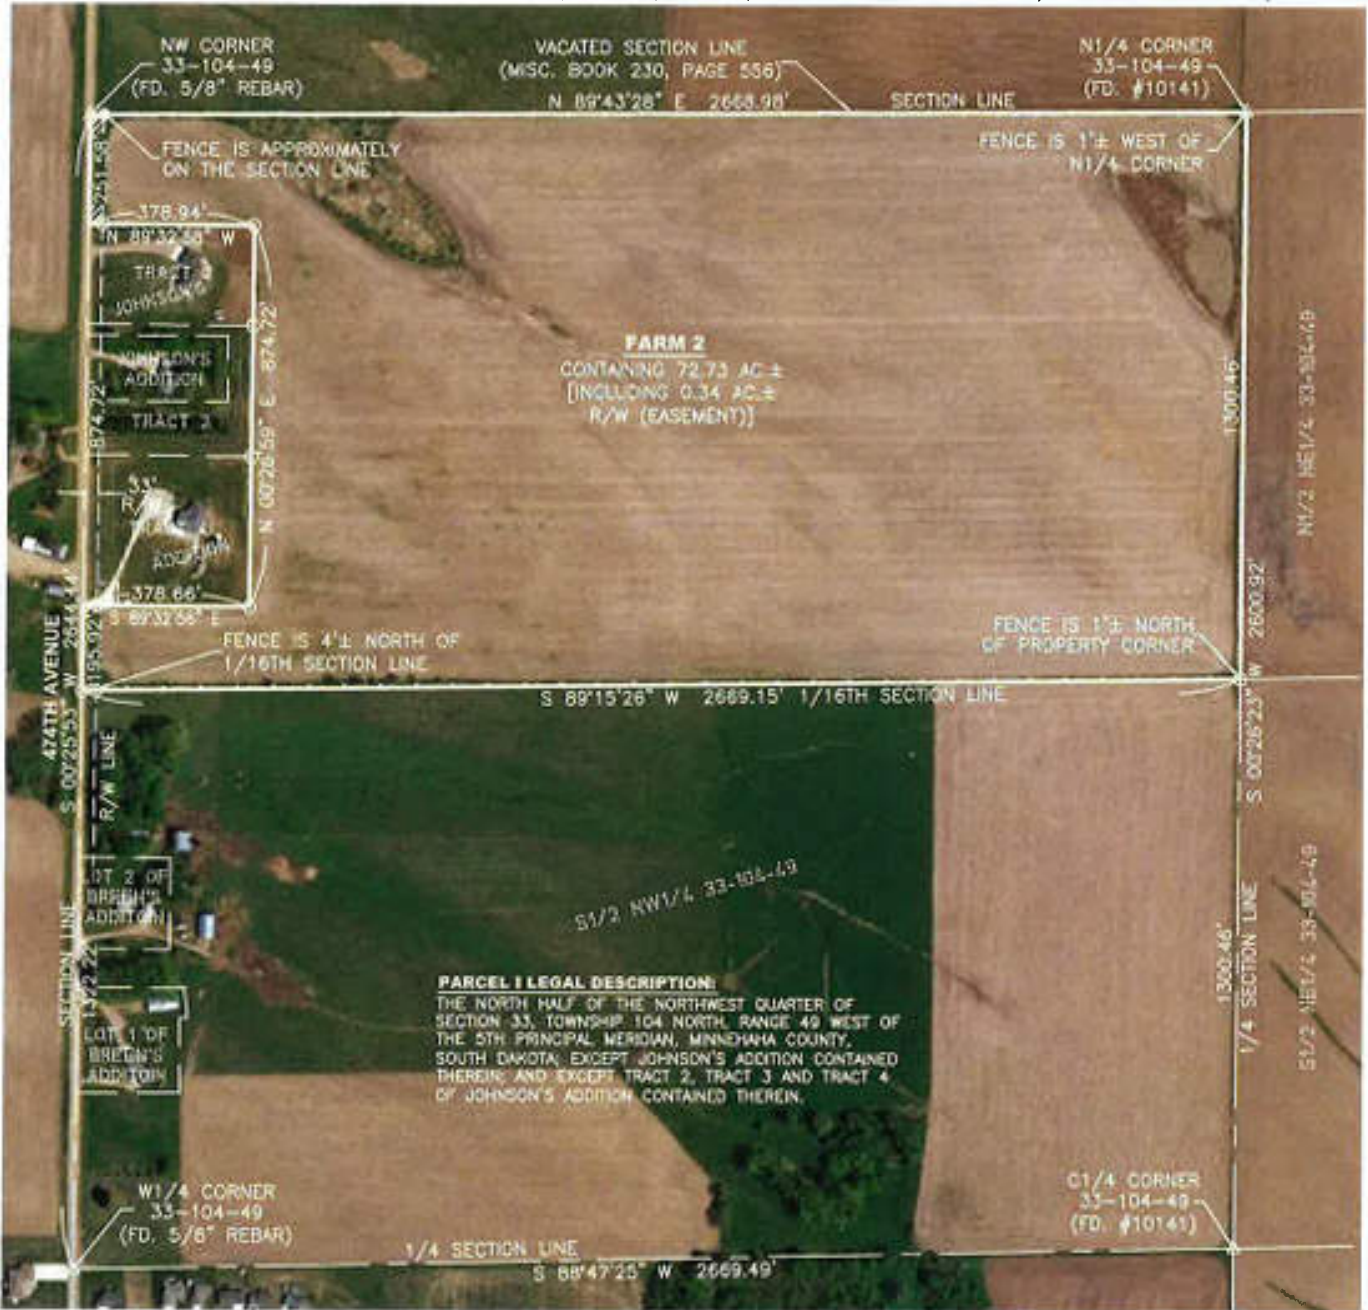 NW CORNER
33-104-49
(FD. 5/8" REBAR)
VACATED SECTION LINE
(MISC. BOOK 230, PAGE 556)
N 89°43'28" E 2668.98'
SECTION LINE
N1/4 CORNER
33-104-49
(FD. #10141)
FENCE IS APPROXIMATELY
ON THE SECTION LINE
FENCE IS 1'± WEST OF
N1/4 CORNER
251.58'
378.94'
N 89°32'56" W
TRACT
JOHNSON'S
JOHNSON'S
ADDITION
TRACT 3
874.72'
N 00°26'59" E 874.72'
FARM 2
CONTAINING 72.73 AC.±
[INCLUDING 0.34 AC.±
R/W (EASEMENT)]
1300.46'
N1/2 NE1/4 33-104-49
33'
R/W
ADDITION
378.66'
S 89°32'56" E
195.92'
FENCE IS 4'± NORTH OF
1/16TH SECTION LINE
FENCE IS 1'± NORTH
OF PROPERTY CORNER
S 89°15'26" W 2669.15' 1/16TH SECTION LINE
474TH AVENUE
S 00°25'53" W
R/W LINE
S 00°26'23" W 2600.92'
LOT 2 OF
BREEN'S
ADDITOIN
S1/2 NW1/4 33-104-49
SECTION LINE
LOT 1 OF
BREEN'S
ADDITOIN
PARCEL I LEGAL DESCRIPTION:
THE NORTH HALF OF THE NORTHWEST QUARTER OF
SECTION 33, TOWNSHIP 104 NORTH, RANGE 49 WEST OF
THE 5TH PRINCIPAL MERIDIAN, MINNEHAHA COUNTY,
SOUTH DAKOTA; EXCEPT JOHNSON'S ADDITION CONTAINED
THEREIN; AND EXCEPT TRACT 2, TRACT 3 AND TRACT 4
OF JOHNSON'S ADDITION CONTAINED THEREIN.
1300.46'
1/4 SECTION LINE
S1/2 NE1/4 33-104-49
W1/4 CORNER
33-104-49
(FD. 5/8" REBAR)
C1/4 CORNER
33-104-49
(FD. #10141)
1/4 SECTION LINE
S 88°47'25" W 2669.49'